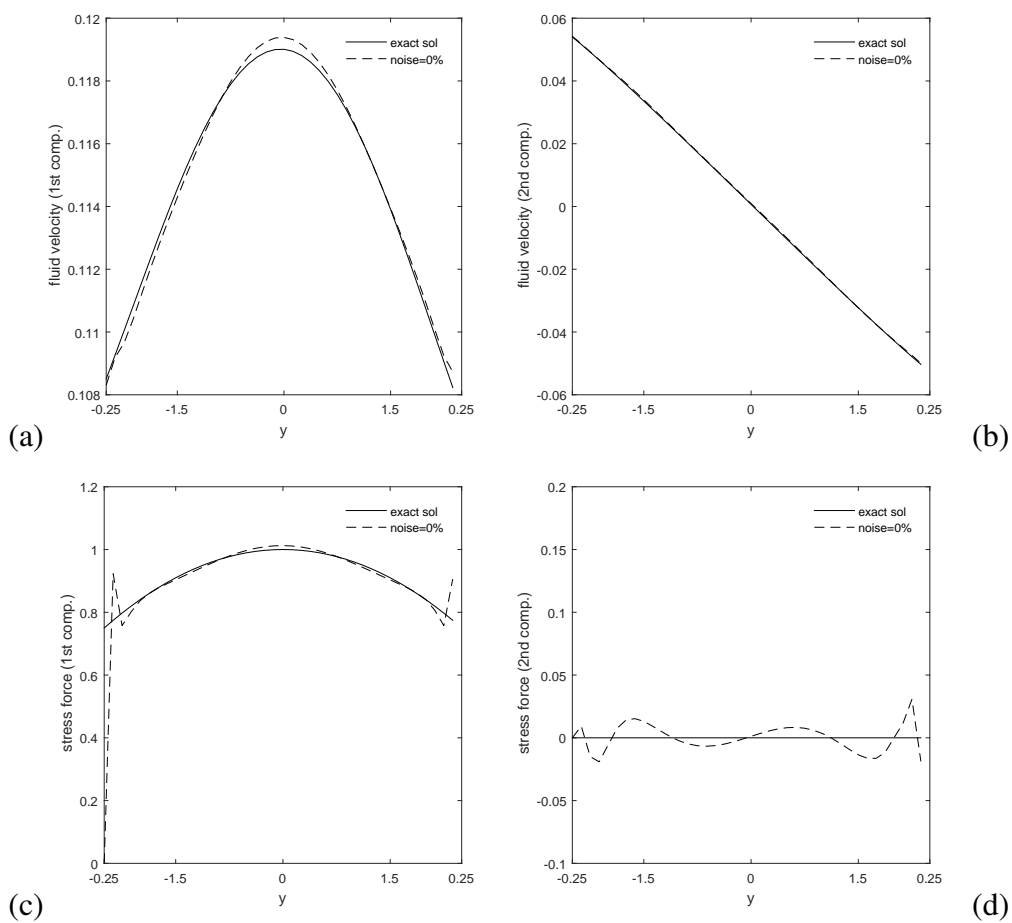 0.12
0.118
0.116
0.114
0.112
0.11
0.108
-0.25
-1.5
0
1.5
0.25
y
fluid velocity (1st comp.)
exact sol
noise=0%
(a)
0.06
0.04
0.02
0
-0.02
-0.04
-0.06
-0.25
-1.5
0
1.5
0.25
y
fluid velocity (2nd comp.)
exact sol
noise=0%
(b)
1.2
1
0.8
0.6
0.4
0.2
0
-0.25
-1.5
0
1.5
0.25
y
stress force (1st comp.)
exact sol
noise=0%
(c)
0.2
0.15
0.1
0.05
0
-0.05
-0.1
-0.25
-1.5
0
1.5
0.25
y
stress force (2nd comp.)
exact sol
noise=0%
(d)